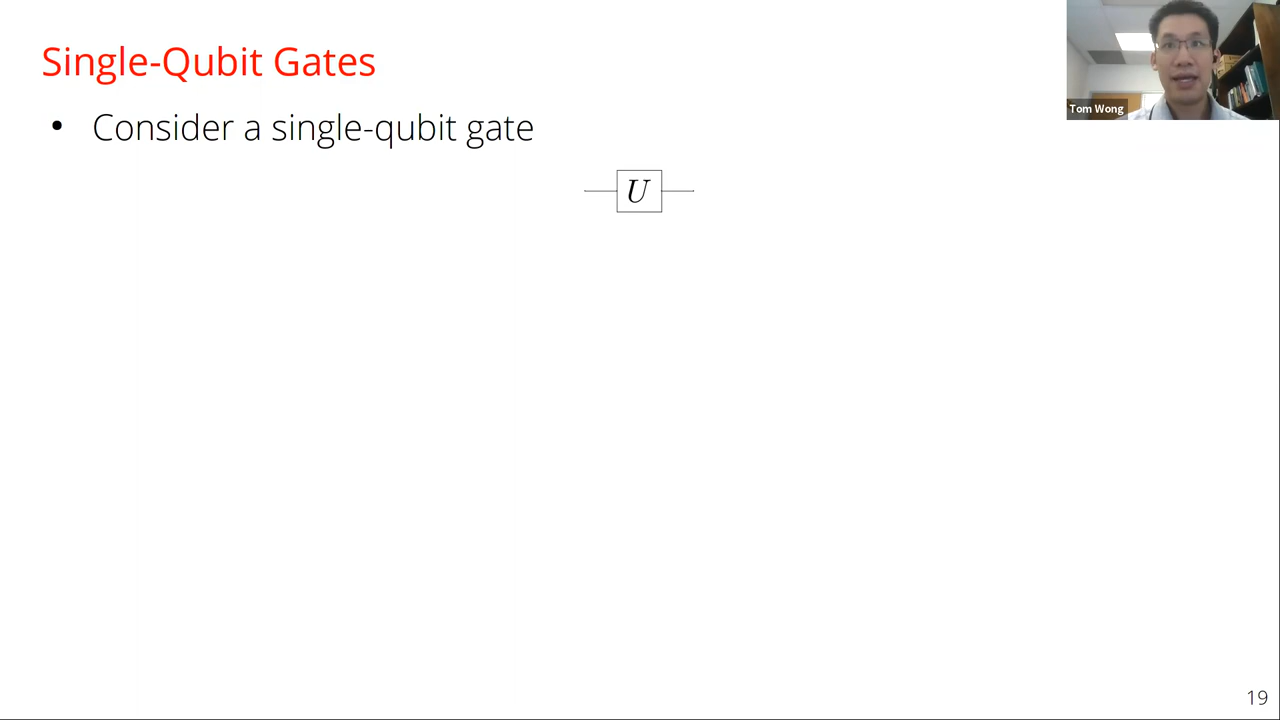 Single-Qubit Gates
Tom Wong
• Consider a single-qubit gate
U
19